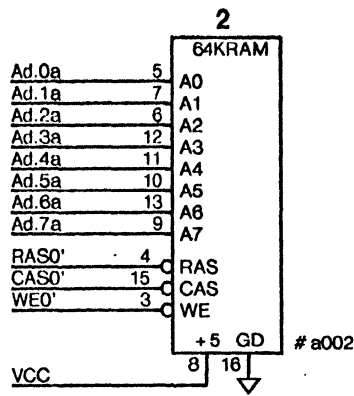 2
64KRAM
Ad.0a 5 A0
Ad.1a 7 A1
Ad.2a 6 A2
Ad.3a 12 A3
Ad.4a 11 A4
Ad.5a 10 A5
Ad.6a 13 A6
Ad.7a 9 A7
RAS0' 4 RAS
CAS0' 15 CAS
WE0' 3 WE
+5 GD
#a002
8 16
VCC